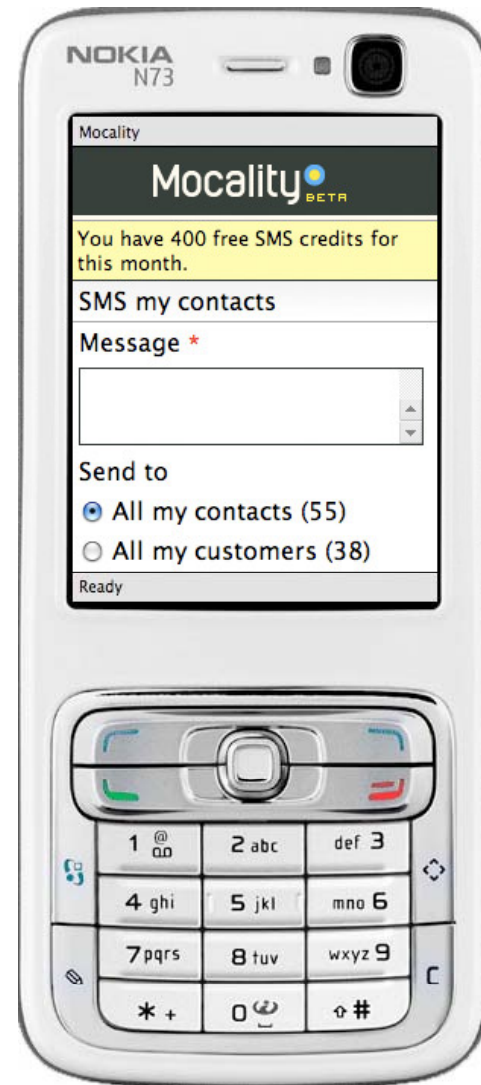 NOKIA
N73
Mocality
Mocality
BETA
You have 400 free SMS credits for
this month.
SMS my contacts
Message *
Send to
All my contacts (55)
All my customers (38)
Ready
1 @
2 abc
def 3
4 ghi
5 jkl
mno 6
7 pqrs
8 tuv
wxyz 9
C
* +
0
#